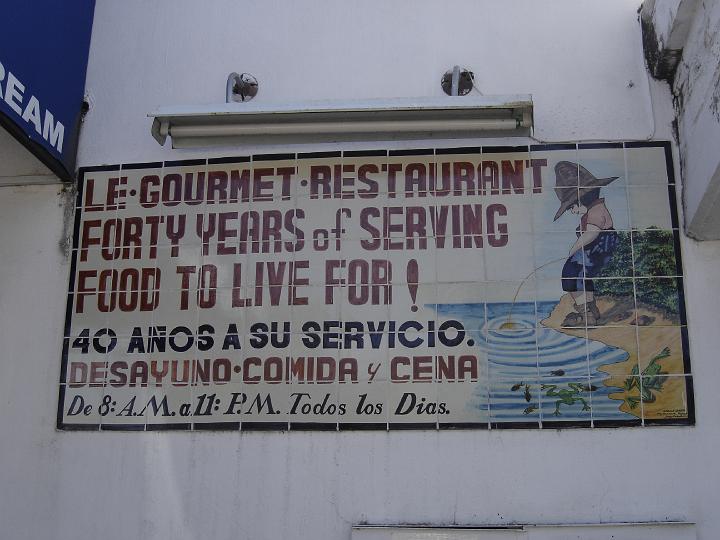 REAM
LE·GOURMET·RESTAURANT
FORTY YEARS of SERVING
FOOD TO LIVE FOR!
40 AÑOS A SU SERVICIO.
DESAYUNO·COMIDA y CENA
De 8: A.M. a 11: P.M. Todos los Dias.